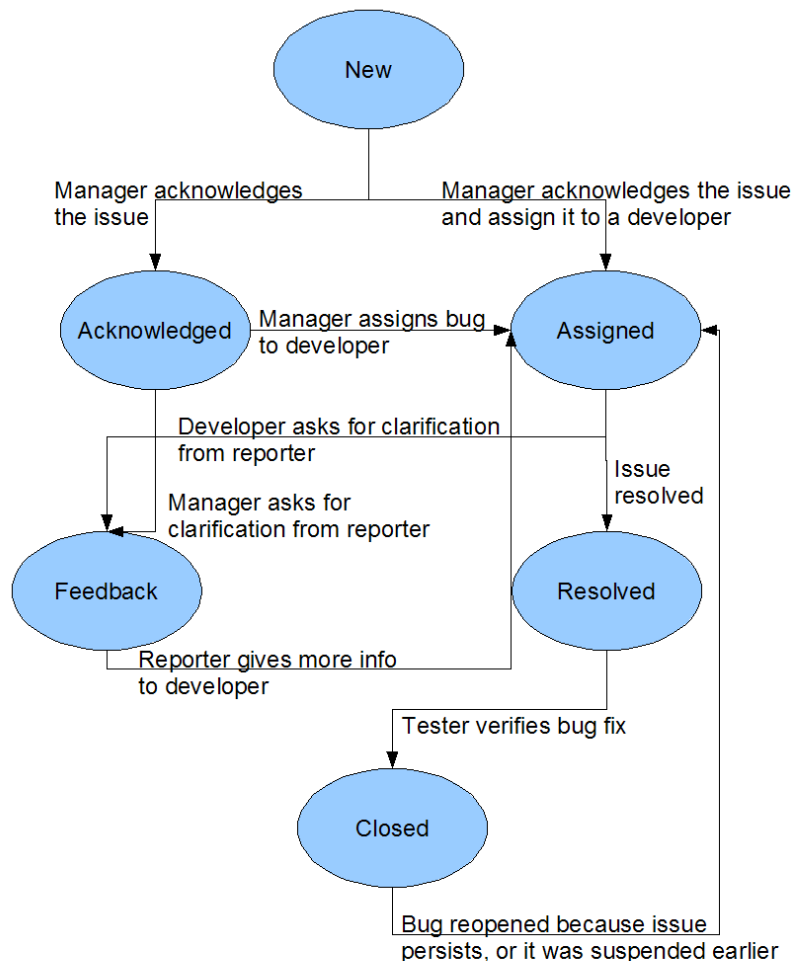 New
Manager acknowledges
the issue
Manager acknowledges the issue
and assign it to a developer
Acknowledged
Manager assigns bug
to developer
Assigned
Developer asks for clarification
from reporter
Issue
resolved
Manager asks for
clarification from reporter
Feedback
Resolved
Reporter gives more info
to developer
Tester verifies bug fix
Closed
Bug reopened because issue
persists, or it was suspended earlier